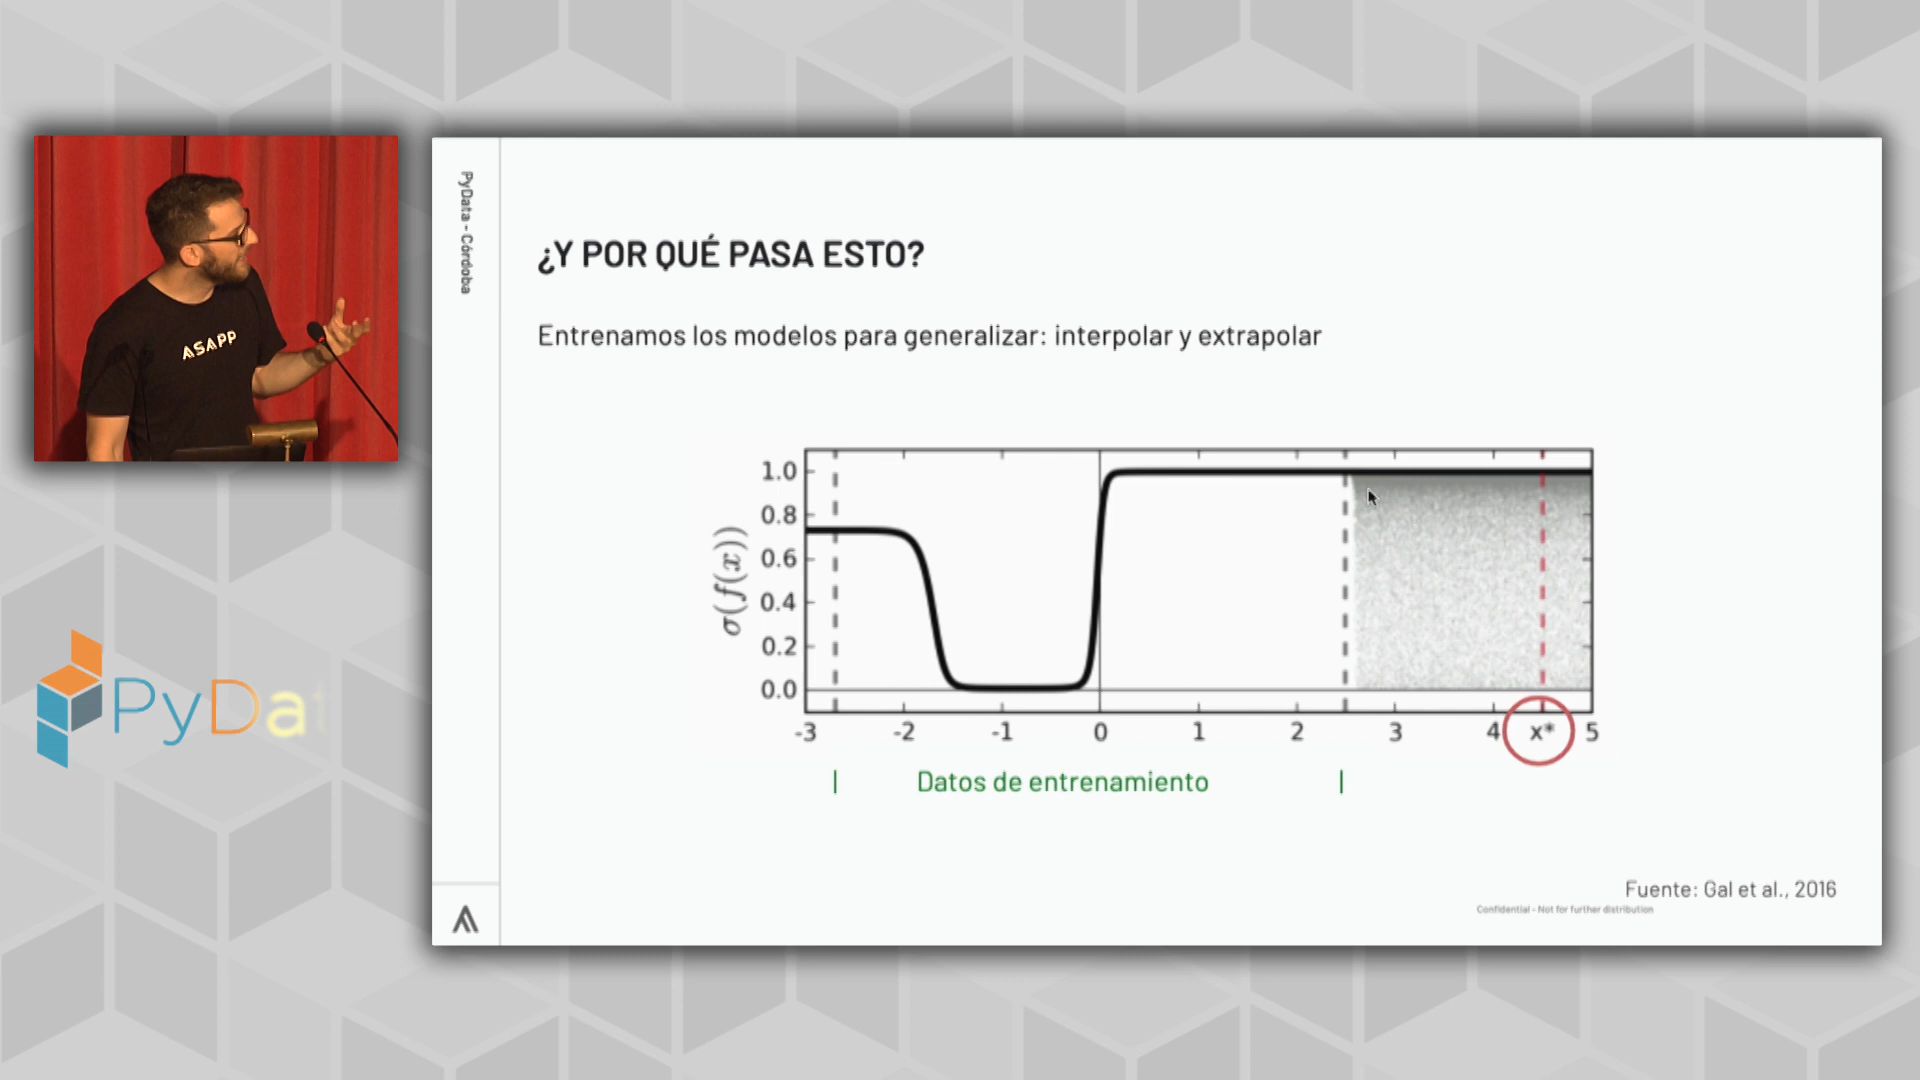 PyData - Córdoba
ASAPP
¿Y POR QUÉ PASA ESTO?
Entrenamos los modelos para generalizar: interpolar y extrapolar
σ(f(x))
1.0
0.8
0.6
0.4
0.2
0.0
-3 -2 -1 0 1 2 3 4 x* 5
| Datos de entrenamiento |
Fuente: Gal et al., 2016
Confidential - Not for further distribution
PyDat